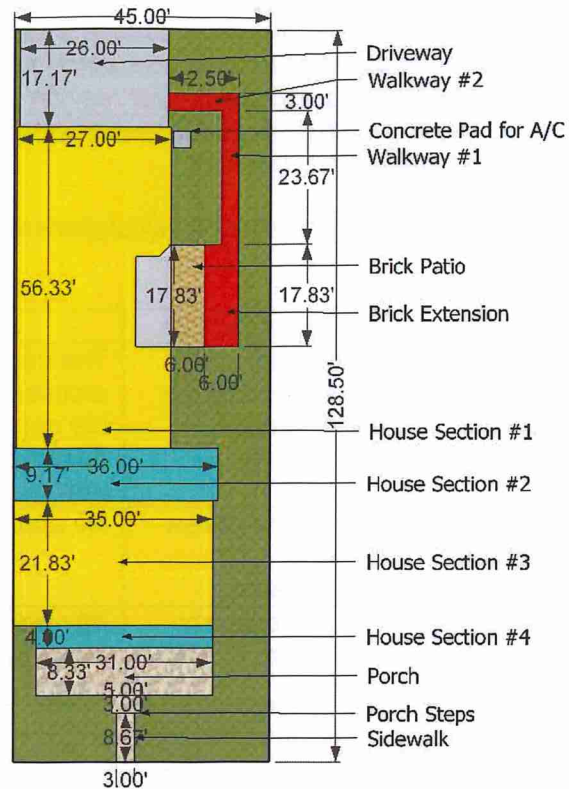 45.00'
26.00'
Driveway
17.17'
12.50'
Walkway #2
3.00'
Concrete Pad for A/C
27.00'
Walkway #1
23.67'
Brick Patio
56.33'
17.83'
17.83'
Brick Extension
6.00'
6.00'
128.50'
House Section #1
36.00'
9.17'
House Section #2
35.00'
21.83'
House Section #3
House Section #4
31.00'
8.33'
Porch
5.00'
3.00'
Porch Steps
8.67'
Sidewalk
3.00'